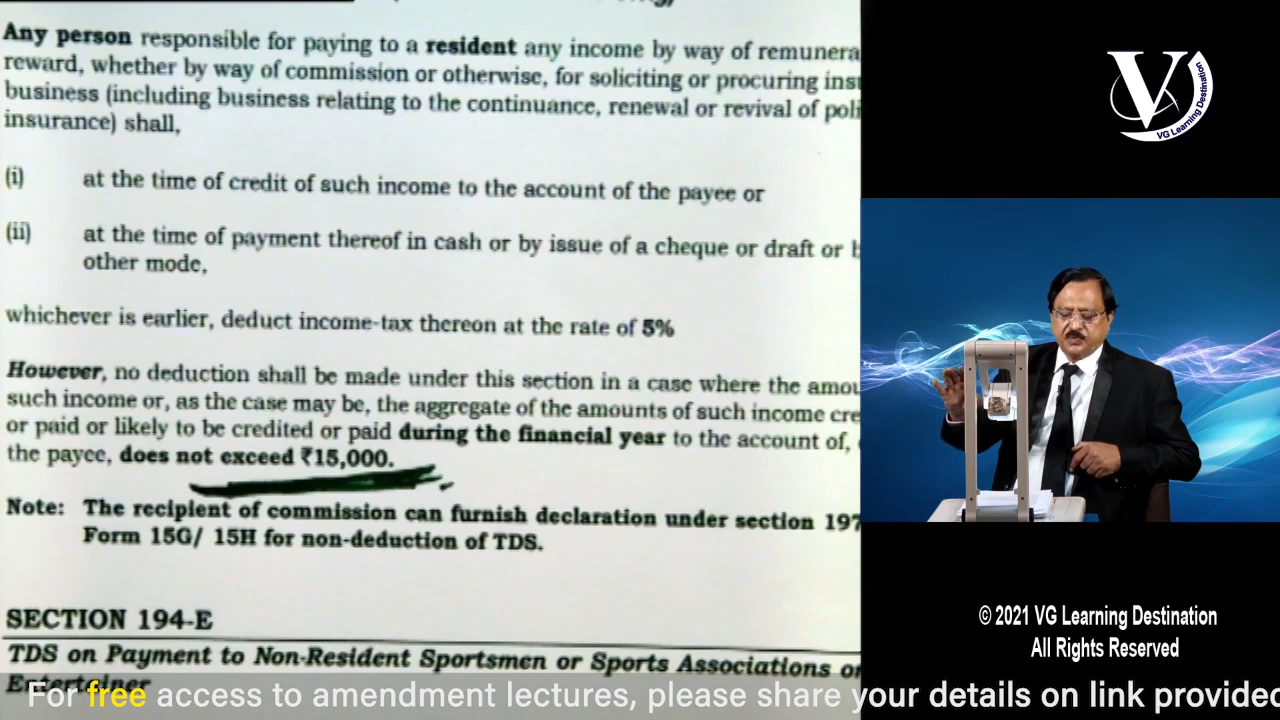 Any person responsible for paying to a resident any income by way of
reward, whether by way of commission or otherwise, for soliciting or procuring
business (including business relating to the continuance, renewal or revival of
insurance) shall,
(i) at the time of credit of such income to the account of the payee or
(ii) at the time of payment thereof in cash or by issue of a cheque or draft or
other mode,
whichever is earlier, deduct income-tax thereon at the rate of 5%
However, no deduction shall be made under this section in a case where the
such income or, as the case may be, the aggregate of the amounts of such income
or paid or likely to be credited or paid during the financial year to the account of,
the payee, does not exceed ₹15,000.
Note: The recipient of commission can furnish declaration under section 197
Form 15G/ 15H for non-deduction of TDS.
SECTION 194-E
TDS on Payment to Non-Resident Sportsmen or Sports Associations or
Entertainer
For free access to amendment lectures, please share your details on link provided
V
VG Learning Destination
© 2021 VG Learning Destination
All Rights Reserved